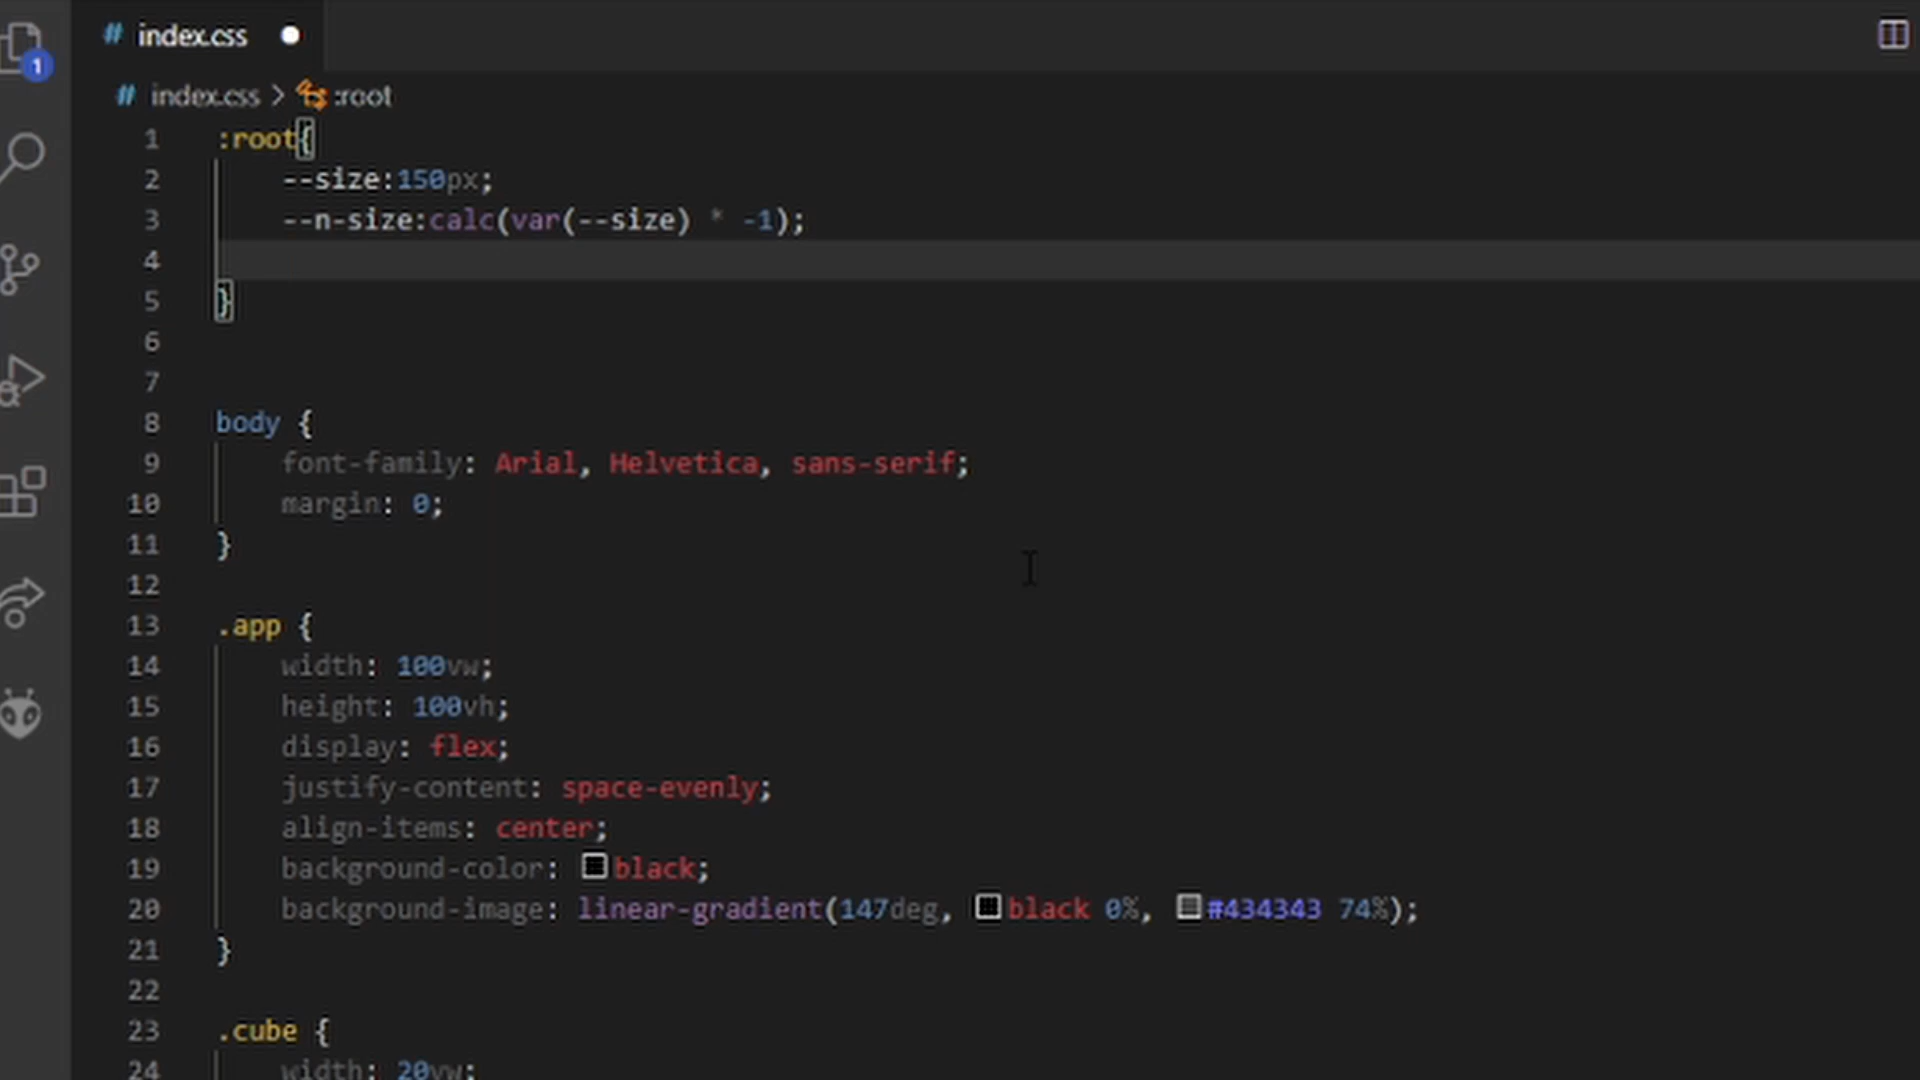 # index.css
1
# index.css > :root
1 :root{
2 --size:150px;
3 --n-size:calc(var(--size) * -1);
4
5 }
6
7
8 body {
9 font-family: Arial, Helvetica, sans-serif;
10 margin: 0;
11 }
12
13 .app {
14 width: 100vw;
15 height: 100vh;
16 display: flex;
17 justify-content: space-evenly;
18 align-items: center;
19 background-color: black;
20 background-image: linear-gradient(147deg, black 0%, #434343 74%);
21 }
22
23 .cube {
24 width: 20vw;